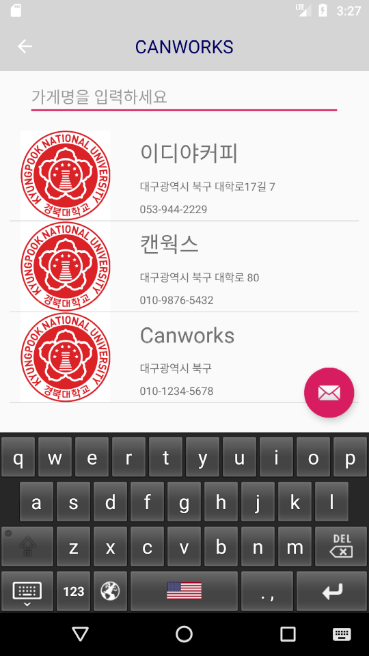 3:27
CANWORKS
가게명을 입력하세요
KYUNGPOOK NATIONAL UNIVERSITY
경북대학교
이디야커피
대구광역시 북구 대학로17길 7
053-944-2229
KYUNGPOOK NATIONAL UNIVERSITY
경북대학교
캔웍스
대구광역시 북구 대학로 80
010-9876-5432
KYUNGPOOK NATIONAL UNIVERSITY
경북대학교
Canworks
대구광역시 북구
010-1234-5678
q w e r t y u i o p
a s d f g h j k l
z x c v b n m DEL
123 . ,